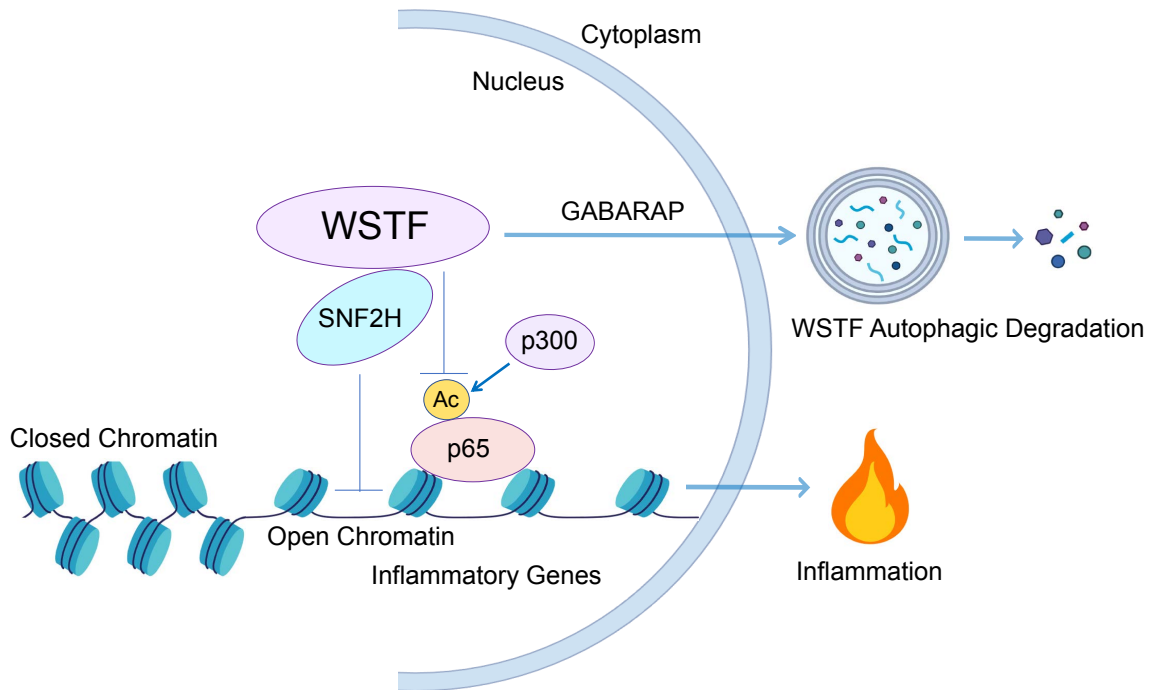 Cytoplasm
Nucleus
GABARAP
WSTF
SNF2H
p300
WSTF Autophagic Degradation
Ac
Closed Chromatin
p65
Open Chromatin
Inflammatory Genes
Inflammation